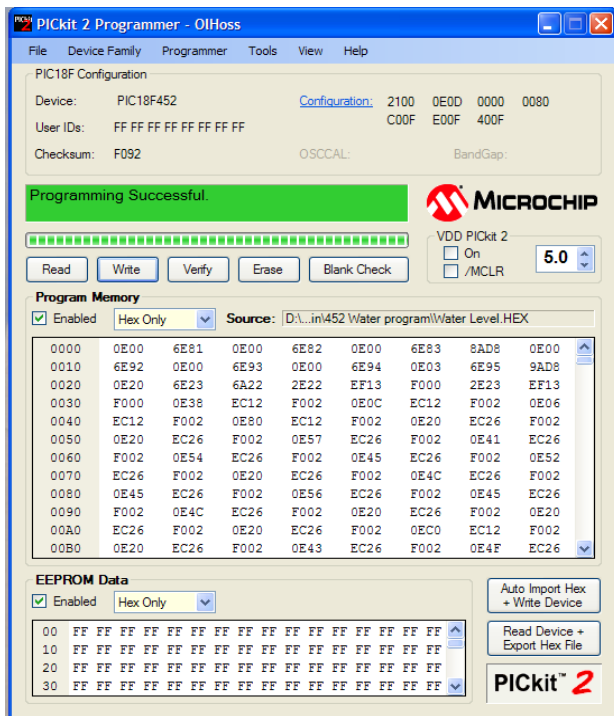 PICkit 2 Programmer - OlHoss
File Device Family Programmer Tools View Help
PIC18F Configuration
Device: PIC18F452 Configuration: 2100 0E0D 0000 0080
C00F E00F 400F
User IDs: FF FF FF FF FF FF FF FF
Checksum: F092 OSCCAL: BandGap:
Programming Successful.
MICROCHIP
VDD PICkit 2
On
/MCLR
5.0
Read Write Verify Erase Blank Check
Program Memory
Enabled Hex Only Source: D:\...in\452 Water program\Water Level.HEX
0000 0E00 6E81 0E00 6E82 0E00 6E83 8AD8 0E00
0010 6E92 0E00 6E93 0E00 6E94 0E03 6E95 9AD8
0020 0E20 6E23 6A22 2E22 EF13 F000 2E23 EF13
0030 F000 0E38 EC12 F002 0E0C EC12 F002 0E06
0040 EC12 F002 0E80 EC12 F002 0E20 EC26 F002
0050 0E20 EC26 F002 0E57 EC26 F002 0E41 EC26
0060 F002 0E54 EC26 F002 0E45 EC26 F002 0E52
0070 EC26 F002 0E20 EC26 F002 0E4C EC26 F002
0080 0E45 EC26 F002 0E56 EC26 F002 0E45 EC26
0090 F002 0E4C EC26 F002 0E20 EC26 F002 0E20
00A0 EC26 F002 0E20 EC26 F002 0EC0 EC12 F002
00B0 0E20 EC26 F002 0E43 EC26 F002 0E4F EC26
EEPROM Data
Enabled Hex Only
00 FF FF FF FF FF FF FF FF FF FF FF FF FF FF FF FF
10 FF FF FF FF FF FF FF FF FF FF FF FF FF FF FF FF
20 FF FF FF FF FF FF FF FF FF FF FF FF FF FF FF FF
30 FF FF FF FF FF FF FF FF FF FF FF FF FF FF FF FF
Auto Import Hex
+ Write Device
Read Device +
Export Hex File
PICkit™ 2